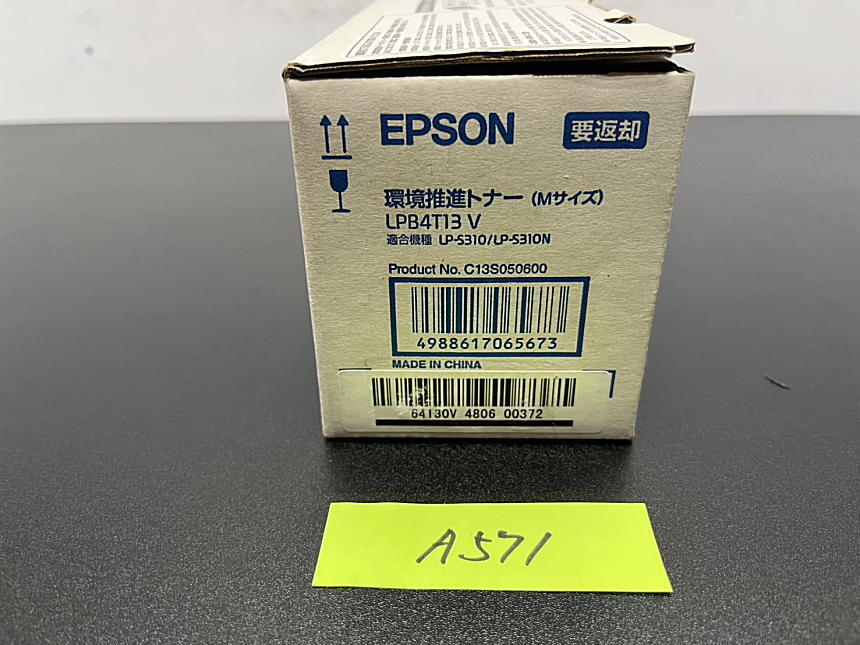 EPSON
要返却
環境推進トナー（Mサイズ）
LPB4T13 V
適合機種 LP-S310/LP-S310N
Product No. C13S050600
4988617065673
MADE IN CHINA
64130V 4806 00372
A571